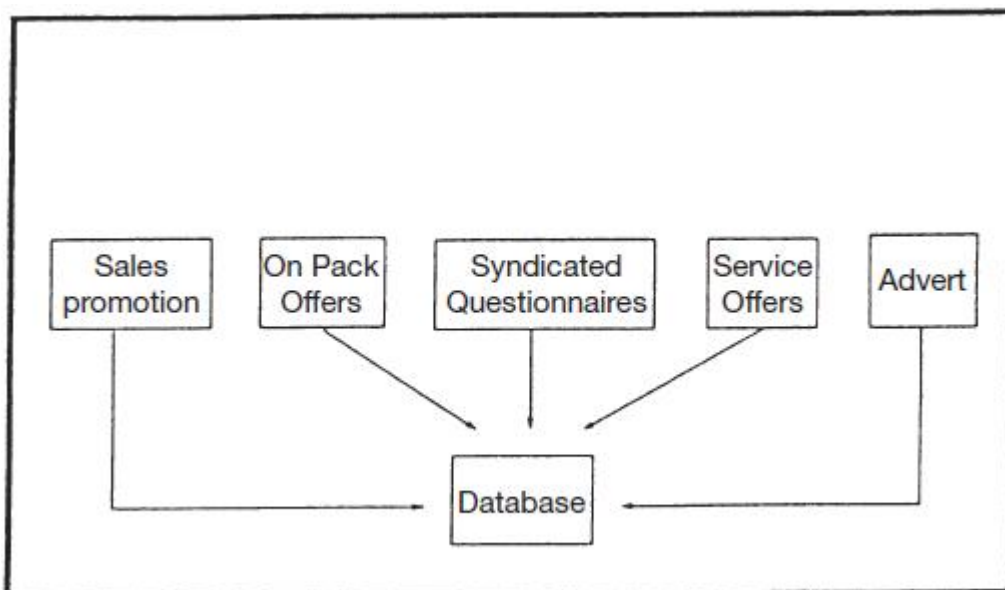 Sales
promotion
On Pack
Offers
Syndicated
Questionnaires
Service
Offers
Advert
Database